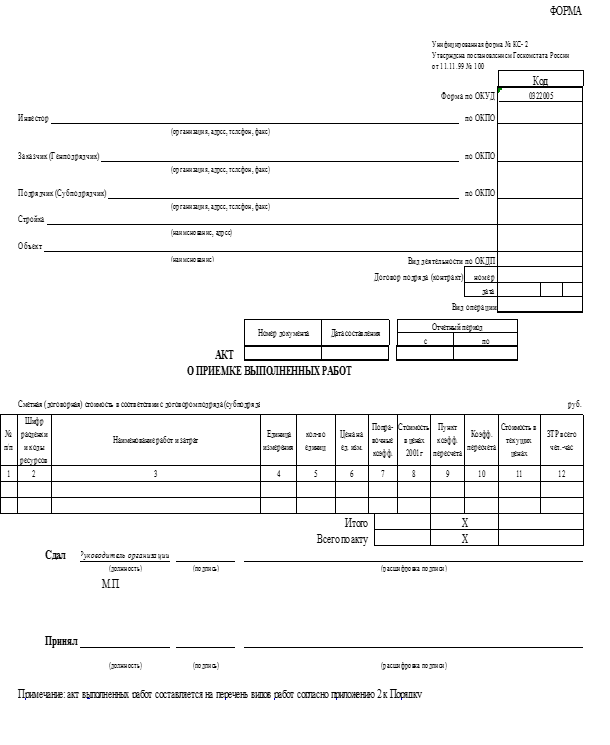 ФОРМА
Унифицированная форма № КС- 2
Утверждена постановлением Госкомстата России
от 11.11.99 № 100
Код
Форма по ОКУД 0322005
Инвестор по ОКПО
(организация, адрес, телефон, факс)
Заказчик (Генподрядчик) по ОКПО
(организация, адрес, телефон, факс)
Подрядчик (Субподрядчик) по ОКПО
(организация, адрес, телефон, факс)
Стройка
(наименование, адрес)
Объект
(наименование) Вид деятельности по ОКДП
Договор подряда (контракт) номер
дата
Вид операции
Номер документа Дата составления Отчетный период
с по
АКТ
О ПРИЕМКЕ ВЫПОЛНЕННЫХ РАБОТ
Сметная (договорная) стоимость в соответствии с договором подряда (субподряда руб.
№ п/п Шифр расценки и коды ресурсов Наименование работ и затрат Единица измерения кол-во единиц Цена на ед. изм. Попра-вочные коэфф. Стоимость в ценах 2001г Пункт коэфф. пересчета Коэфф. пересчета Стоимость в текущих ценах ЗТР всего чел.-час
1 2 3 4 5 6 7 8 9 10 11 12
Итого X
Всего по акту X
Сдал Руководитель организации
(должность) (подпись) (расшифровка подписи)
М.П.
Принял
(должность) (подпись) (расшифровка подписи)
Примечание: акт выполненных работ составляется на перечень видов работ согласно приложению 2 к Порядку